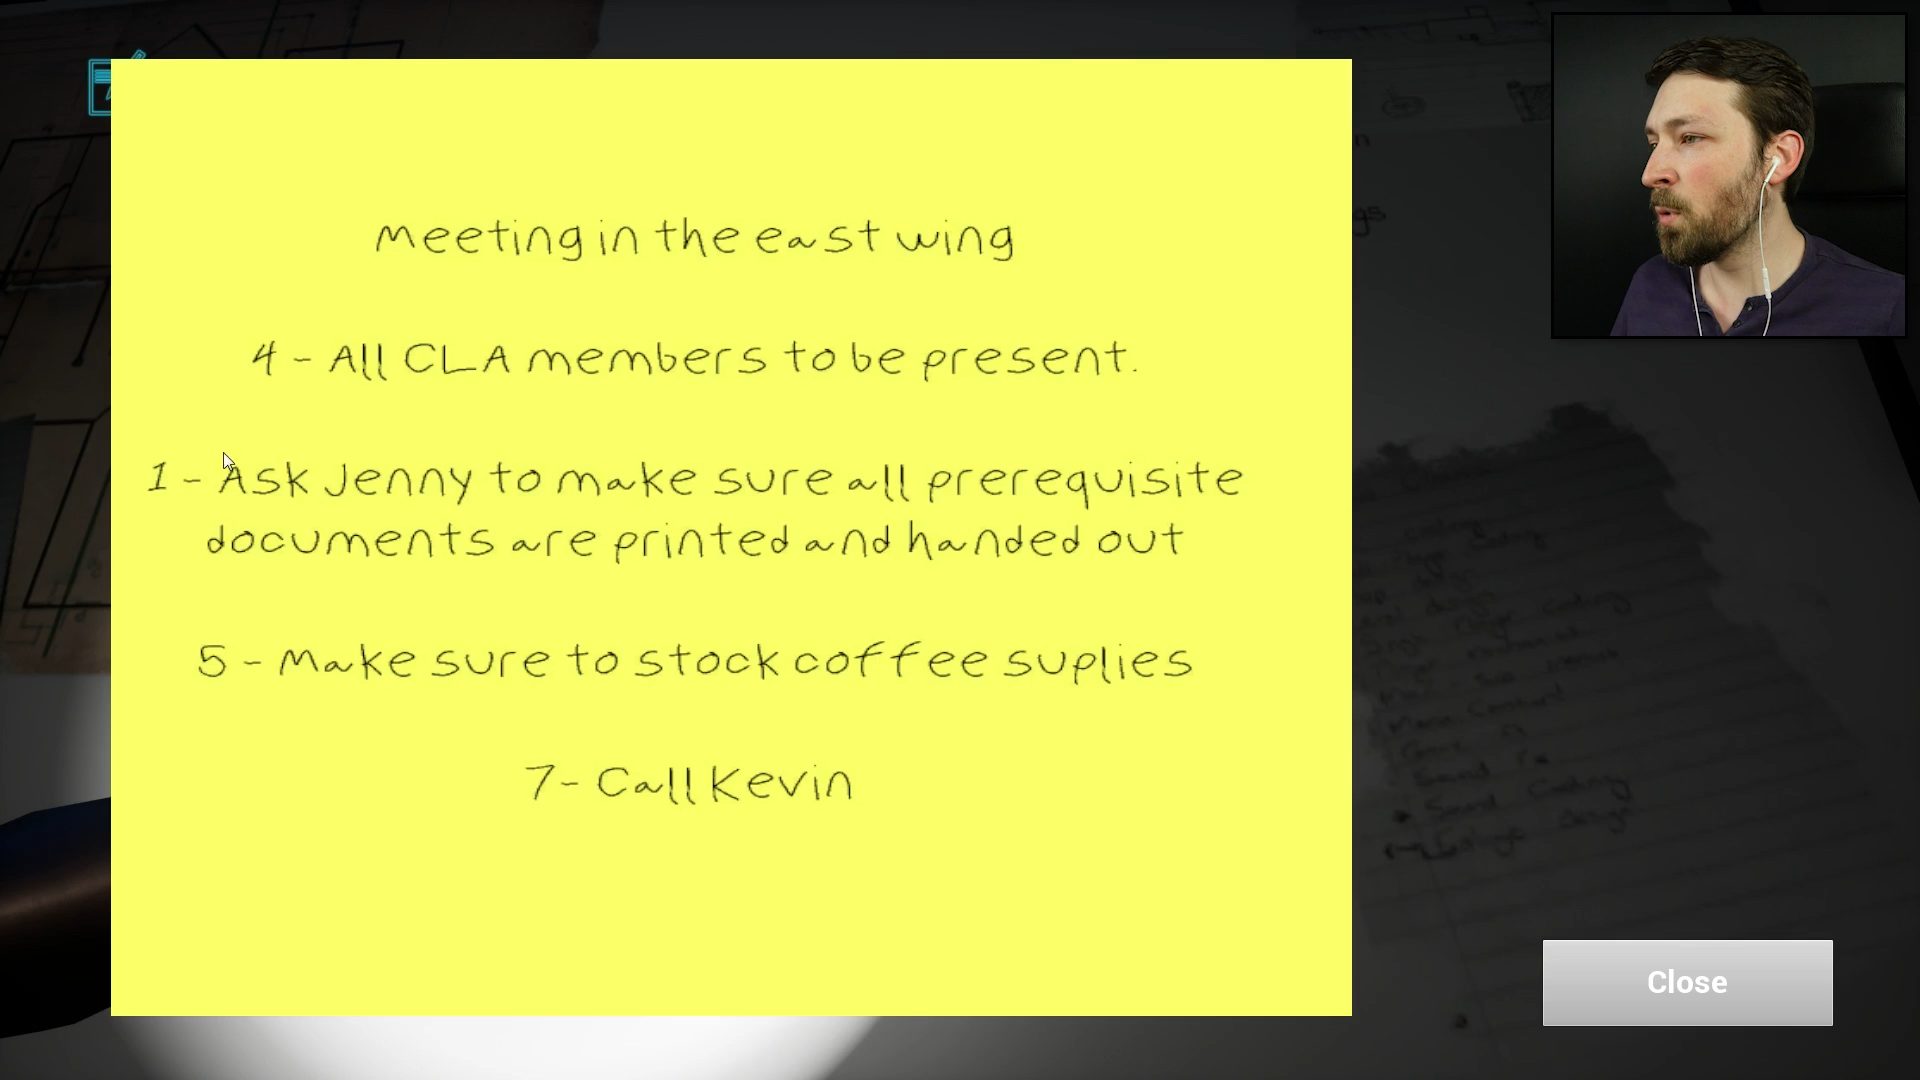 meeting in the east wing
4 - All CLA members to be present.
1 - Ask Jenny to make sure all prerequisite
documents are printed and handed out
5 - Make sure to stock coffee suplies
7 - Call Kevin
Close